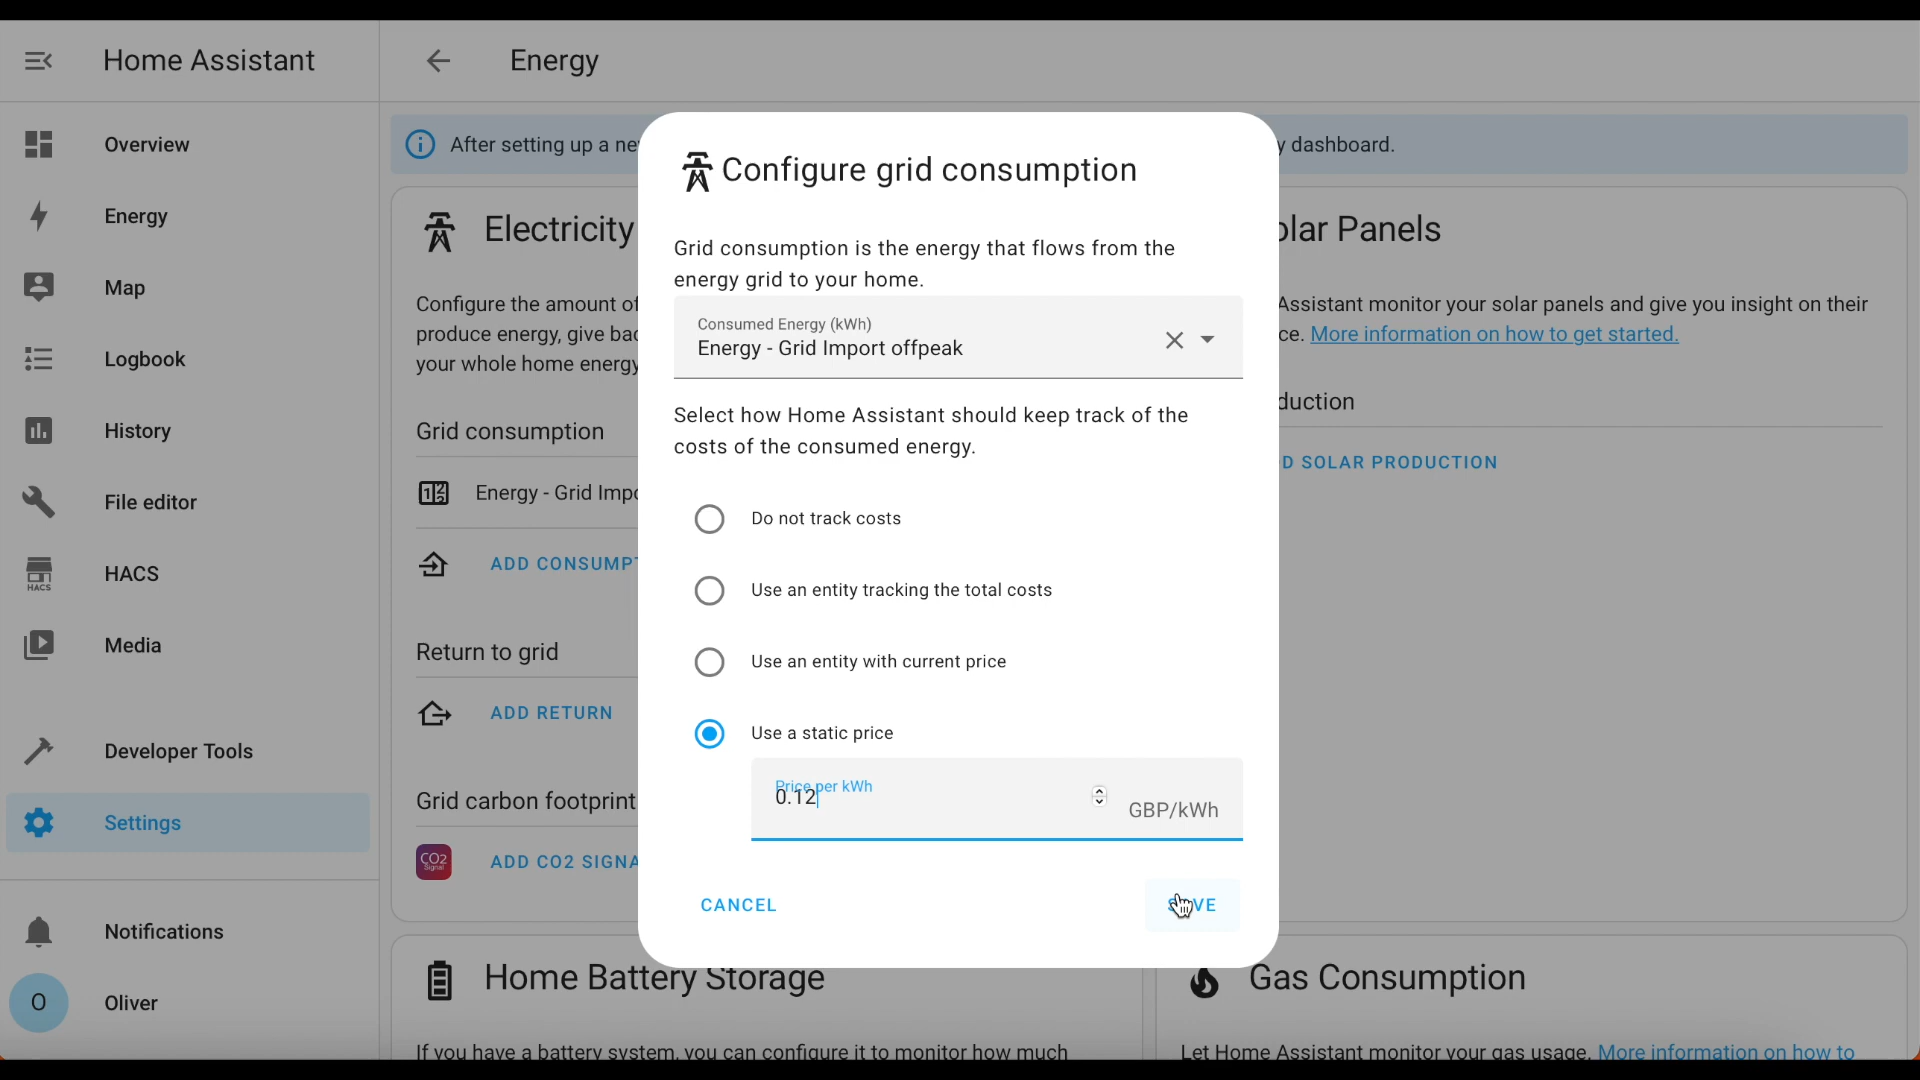 Home Assistant
Energy
Overview
Energy
Map
Logbook
History
File editor
HACS
HACS
Media
Developer Tools
Settings
Notifications
O Oliver
After setting up a
y dashboard.
Electricity
Configure the amount of
produce energy, give
your whole home energy
Grid consumption
Energy - Grid
ADD
Return to grid
ADD RETURN
Grid carbon footprint
CO2
Signal
ADD CO2
Configure grid consumption
Grid consumption is the energy that flows from the
energy grid to your home.
Consumed Energy (kWh)
Energy - Grid Import offpeak
Select how Home Assistant should keep track of the
costs of the consumed energy.
Do not track costs
Use an entity tracking the total costs
Use an entity with current price
Use a static price
Price per kWh
0.12
GBP/kWh
CANCEL
SAVE
olar Panels
Assistant monitor your solar panels and give you insight on their
ce. More information on how to get started.
duction
D SOLAR PRODUCTION
Home Battery Storage
If you have a battery system, you can configure it to monitor how much
Gas Consumption
Let Home Assistant monitor your gas usage. More information on how to